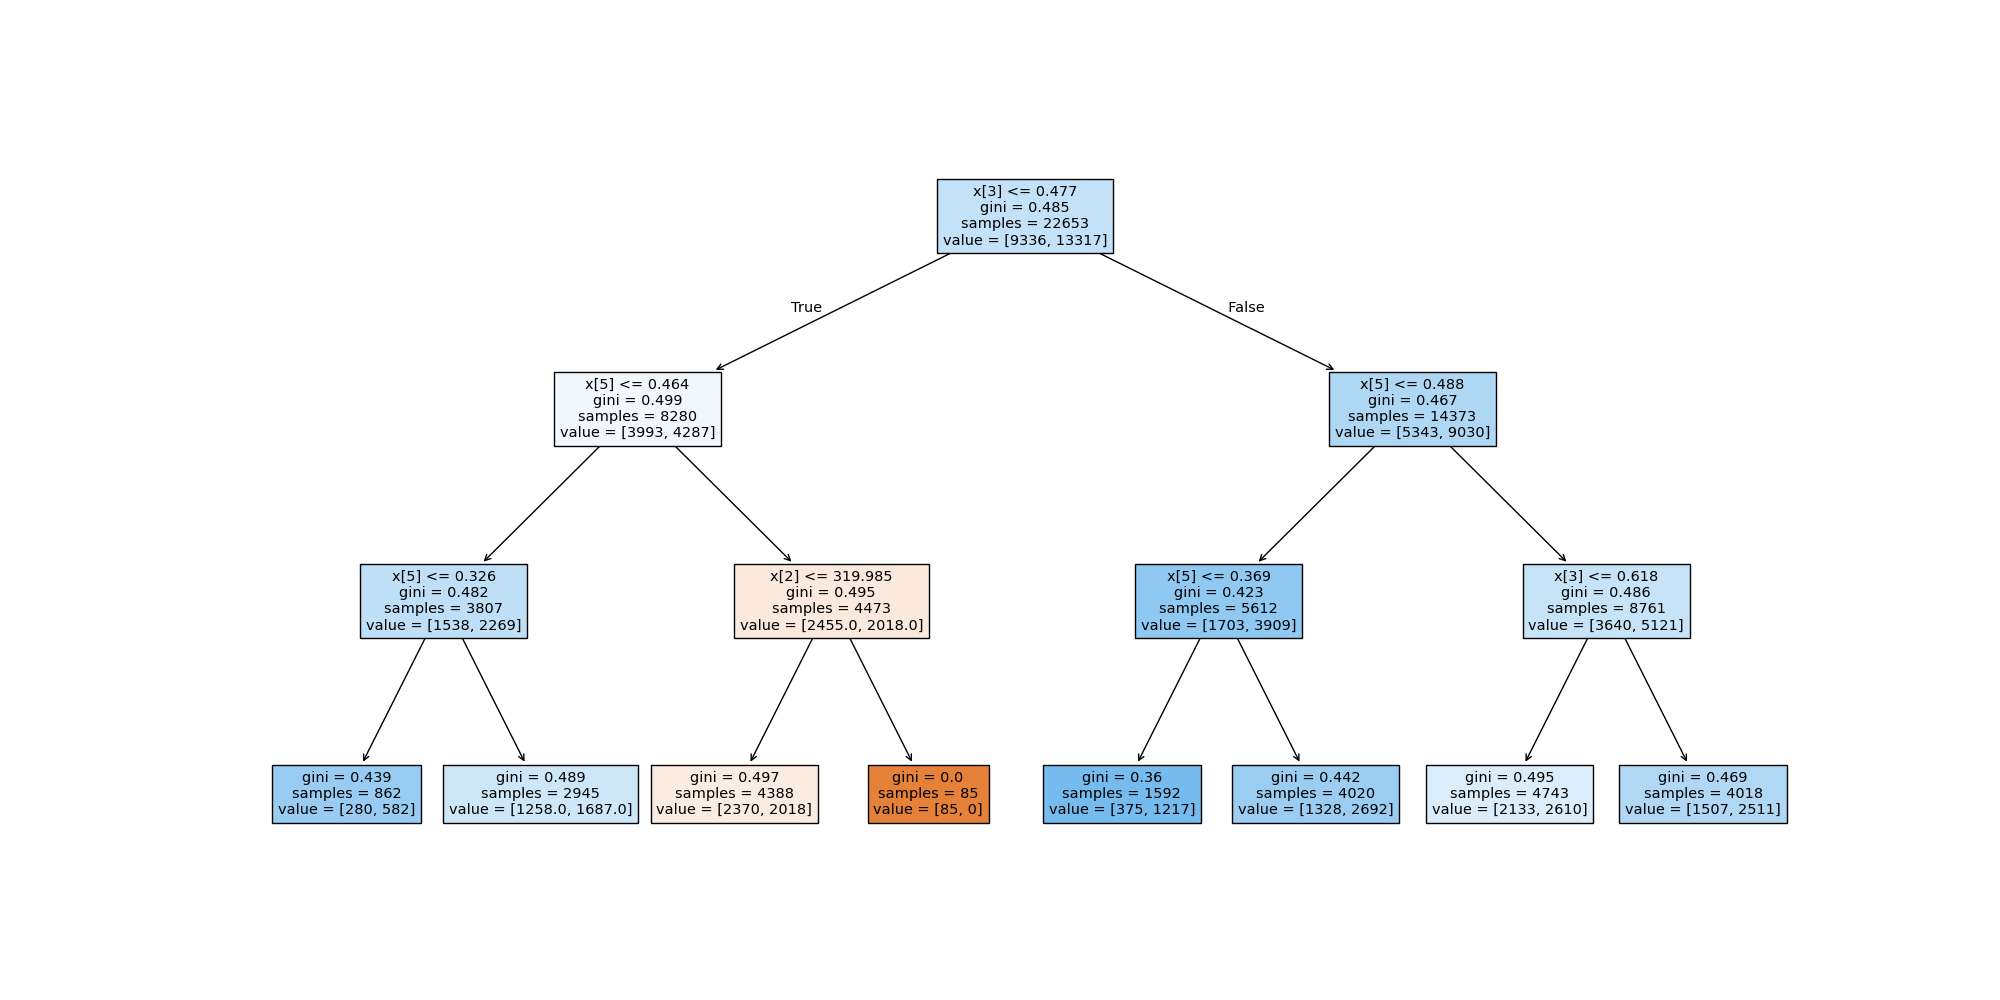 x[3] <= 0.477
gini = 0.485
samples = 22653
value = [9336, 13317]
True
False
x[5] <= 0.464
gini = 0.499
samples = 8280
value = [3993, 4287]
x[5] <= 0.488
gini = 0.467
samples = 14373
value = [5343, 9030]
x[5] <= 0.326
gini = 0.482
samples = 3807
value = [1538, 2269]
x[2] <= 319.985
gini = 0.495
samples = 4473
value = [2455.0, 2018.0]
x[5] <= 0.369
gini = 0.423
samples = 5612
value = [1703, 3909]
x[3] <= 0.618
gini = 0.486
samples = 8761
value = [3640, 5121]
gini = 0.439
samples = 862
value = [280, 582]
gini = 0.489
samples = 2945
value = [1258.0, 1687.0]
gini = 0.497
samples = 4388
value = [2370, 2018]
gini = 0.0
samples = 85
value = [85, 0]
gini = 0.36
samples = 1592
value = [375, 1217]
gini = 0.442
samples = 4020
value = [1328, 2692]
gini = 0.495
samples = 4743
value = [2133, 2610]
gini = 0.469
samples = 4018
value = [1507, 2511]